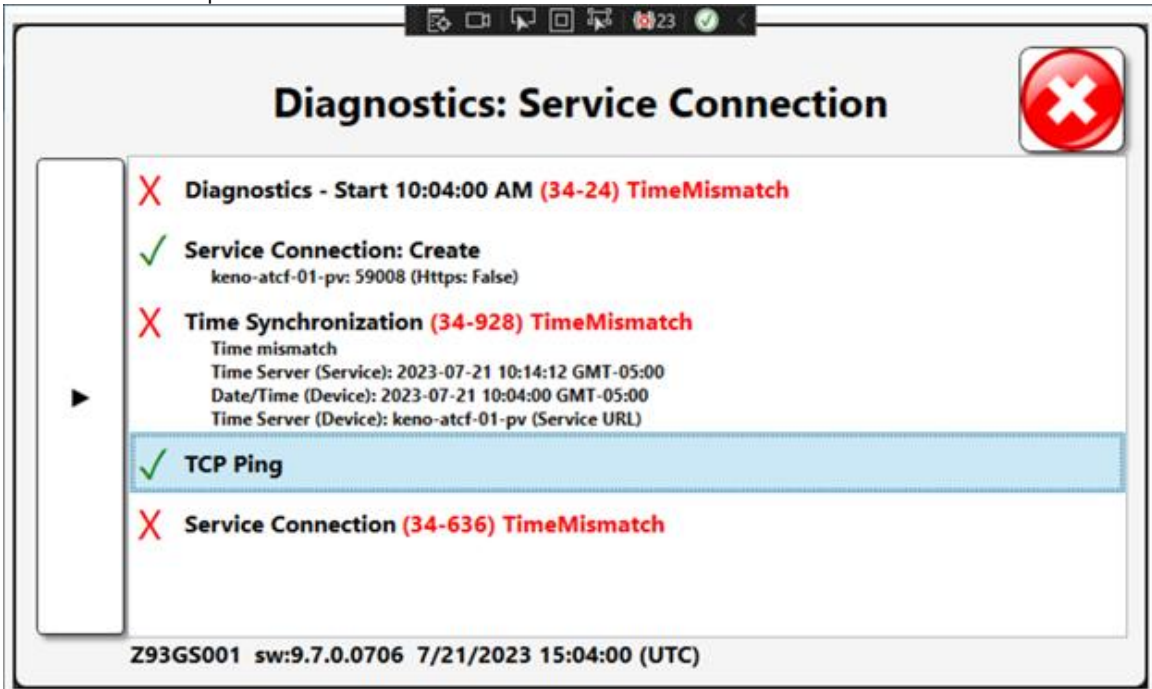 23
Diagnostics: Service Connection
X Diagnostics - Start 10:04:00 AM (34-24) TimeMismatch
✓ Service Connection: Create
keno-atcf-01-pv: 59008 (Https: False)
X Time Synchronization (34-928) TimeMismatch
Time mismatch
Time Server (Service): 2023-07-21 10:14:12 GMT-05:00
Date/Time (Device): 2023-07-21 10:04:00 GMT-05:00
Time Server (Device): keno-atcf-01-pv (Service URL)
✓ TCP Ping
X Service Connection (34-636) TimeMismatch
Z93GS001 sw:9.7.0.0706 7/21/2023 15:04:00 (UTC)